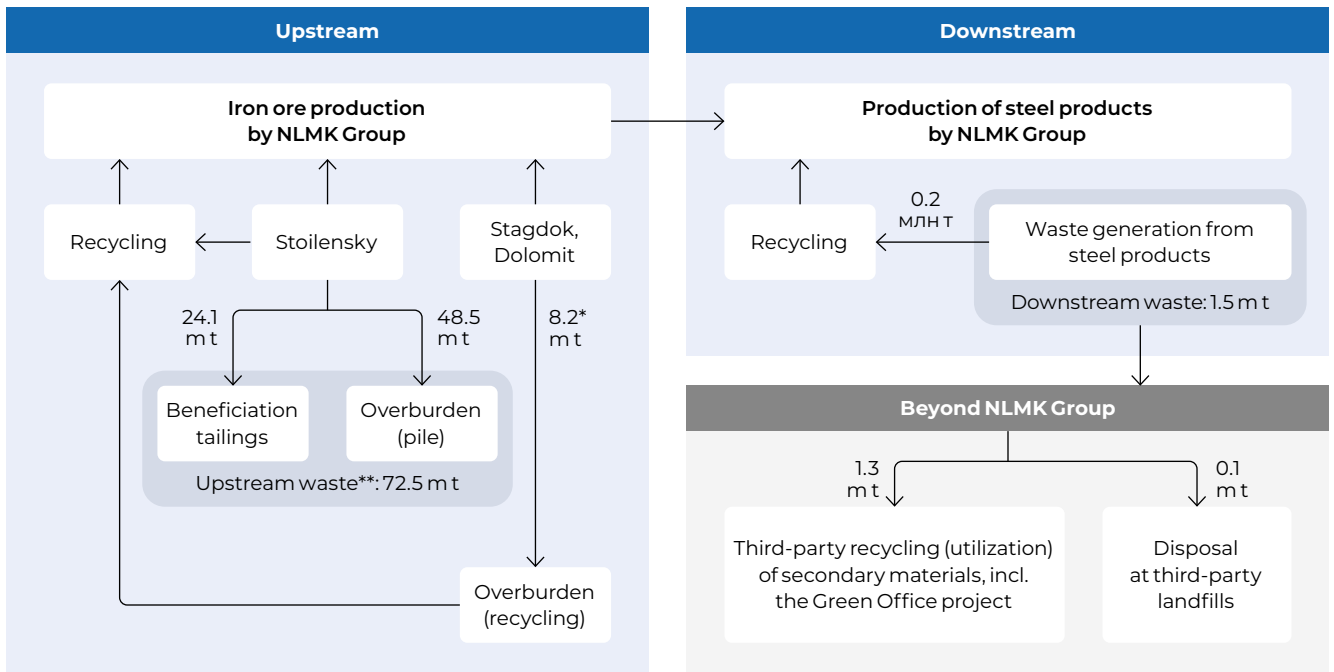 Upstream
Iron ore production
by NLMK Group
Recycling
Stoilensky
Stagdok,
Dolomit
24.1
m t
48.5
m t
8.2*
m t
Beneficiation
tailings
Overburden
(pile)
Upstream waste**: 72.5 m t
Overburden
(recycling)
Downstream
Production of steel products
by NLMK Group
Recycling
0.2
МЛН Т
Waste generation from
steel products
Downstream waste: 1.5 m t
Beyond NLMK Group
1.3
m t
0.1
m t
Third-party recycling (utilization)
of secondary materials, incl.
the Green Office project
Disposal
at third-party
landfills